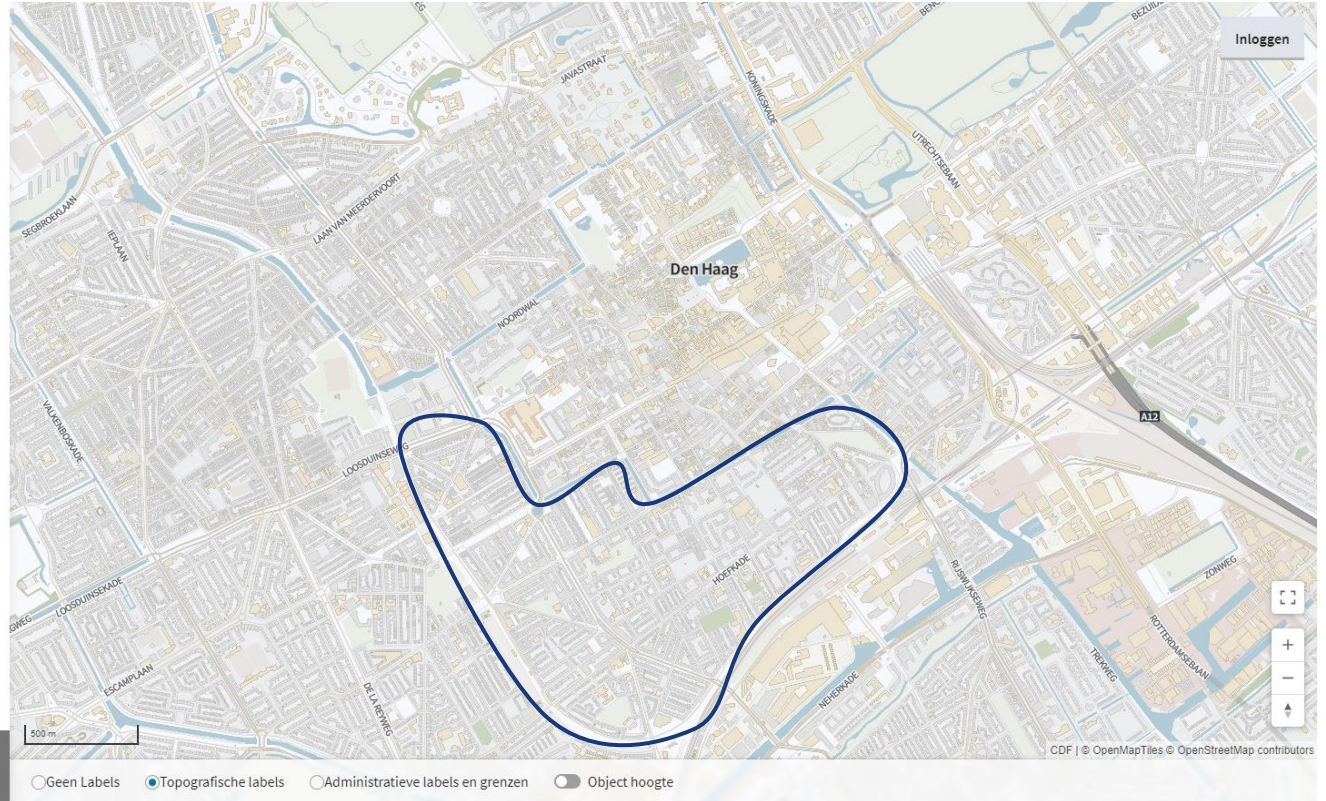 BEZUID
Inloggen
JAVASTRAAT
KONINGSKADE
UTRECHTSEBAAN
SEGBROEKLAAN
IEPLAAN
LAAN VAN MEERDERVOORT
Den Haag
NOORDWAL
VALKENBOSKADE
A12
LOOSDUINSEWEG
HOEFKADE
RIJSWIJKSEWEG
ZONWEG
LOOSDUINSEKADE
GWEG
ESCAMPLAAN
DE LA REYWEG
NEHERKADE
TREKWEG
ROTTERDAMSEBAAN
500 m
CDF | © OpenMapTiles © OpenStreetMap contributors
Geen Labels Topografische labels Administratieve labels en grenzen Object hoogte